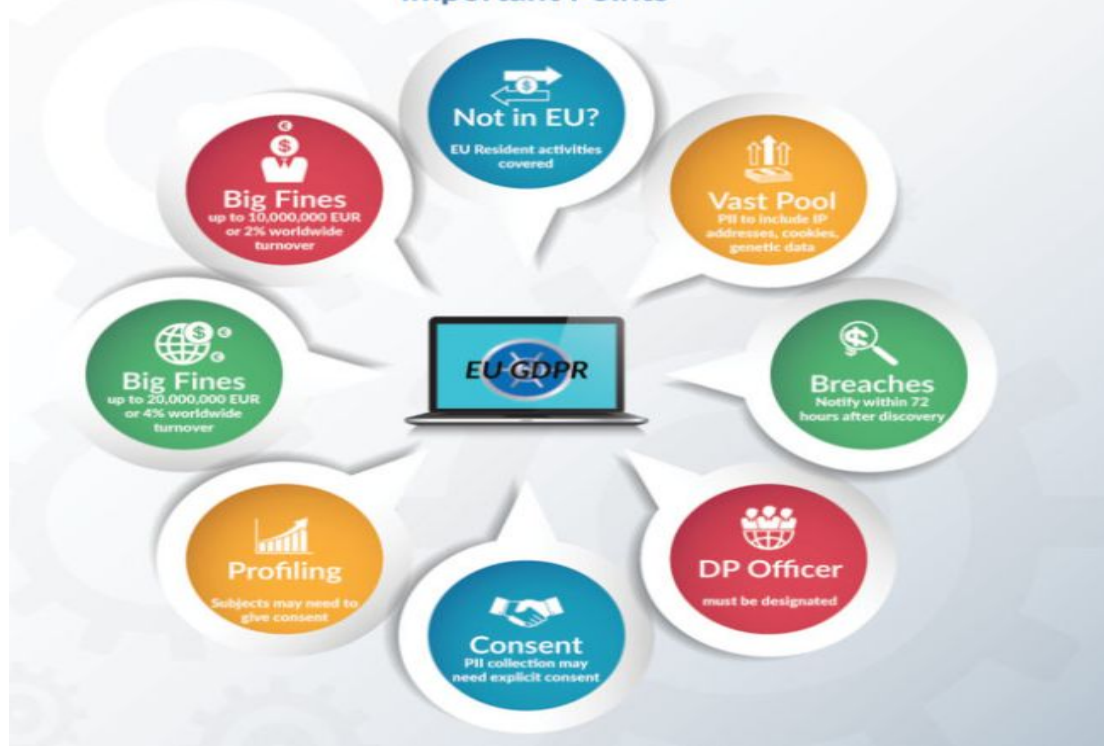 Important Points
Not in EU?
EU Resident activities
covered
Vast Pool
PII to include IP
addresses, cookies,
genetic data
Breaches
Notify within 72
hours after discovery
DP Officer
must be designated
Consent
PII collection may
need explicit consent
Profiling
Subjects may need to
give consent
Big Fines
up to 20,000,000 EUR
or 4% worldwide
turnover
Big Fines
up to 10,000,000 EUR
or 2% worldwide
turnover
EU GDPR